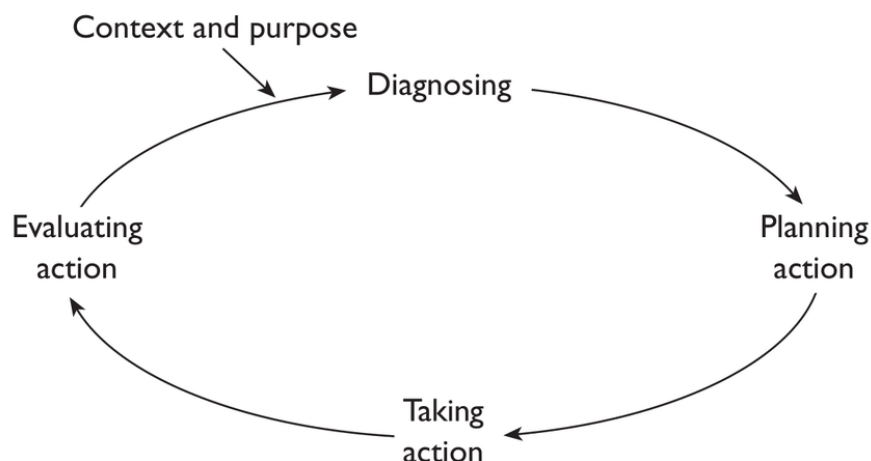 Context and purpose
Diagnosing
Evaluating
action
Planning
action
Taking
action